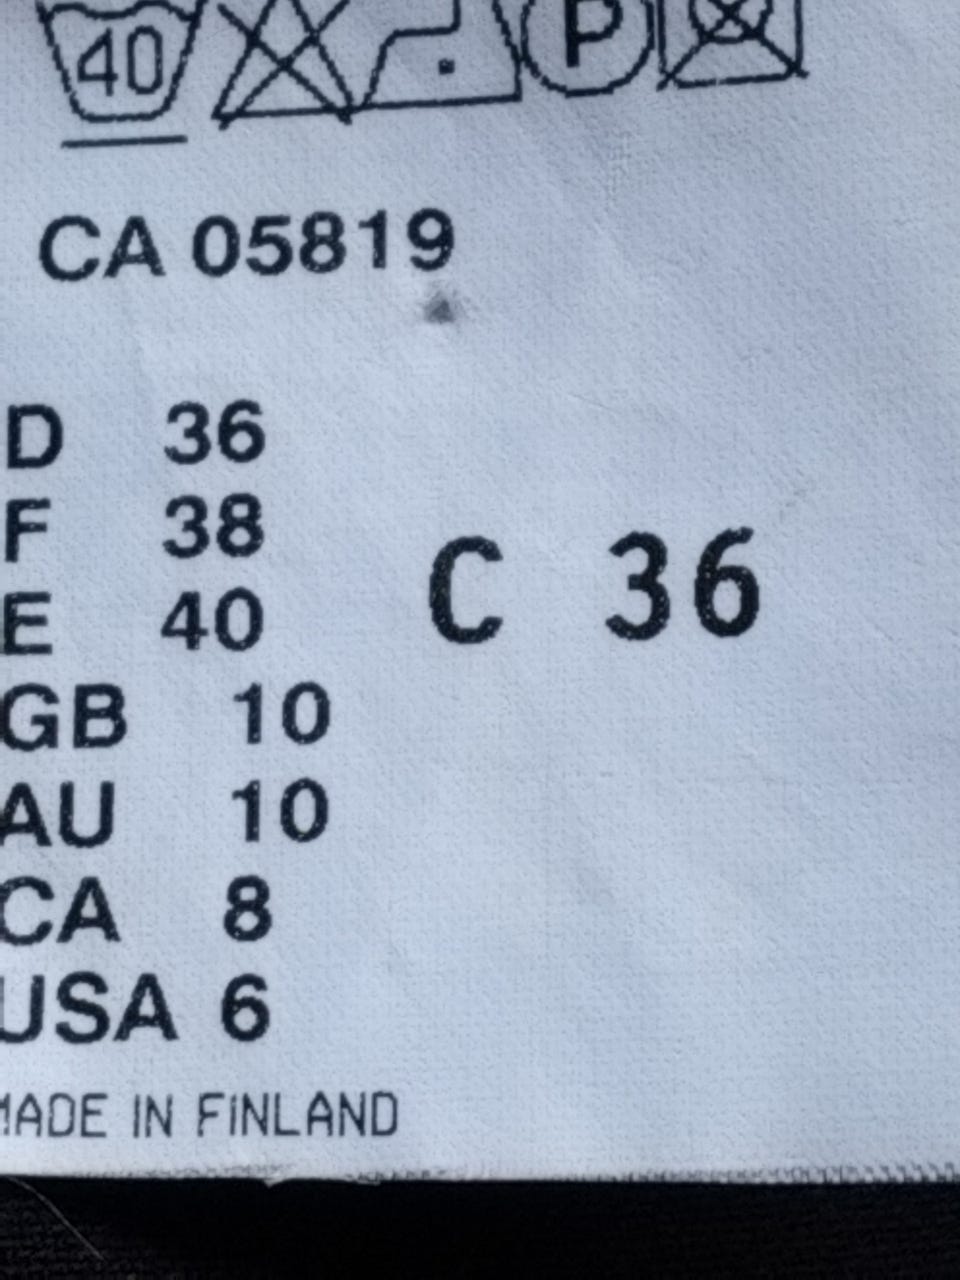 40 P
CA 05819
D 36
F 38
E 40
C 36
GB 10
AU 10
CA 8
USA 6
MADE IN FINLAND